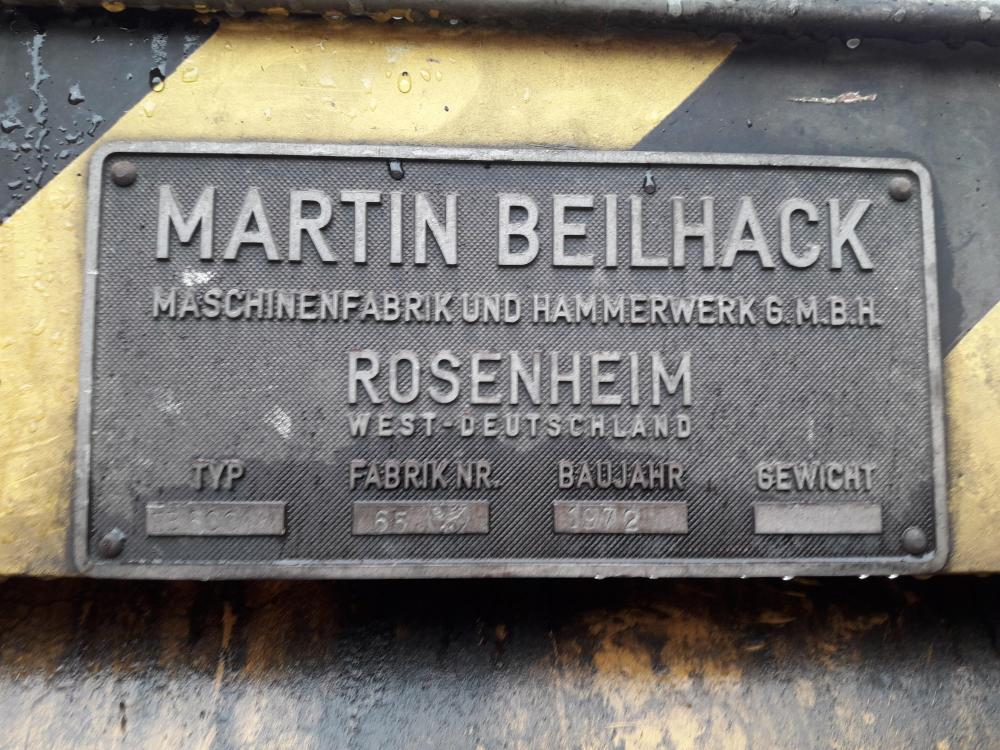 MARTIN BEILHACK
MASCHINENFABRIK UND HAMMERWERK G.M.B.H.
ROSENHEIM
WEST-DEUTSCHLAND
TYP FABRIK NR. BAUJAHR GEWICHT
1972